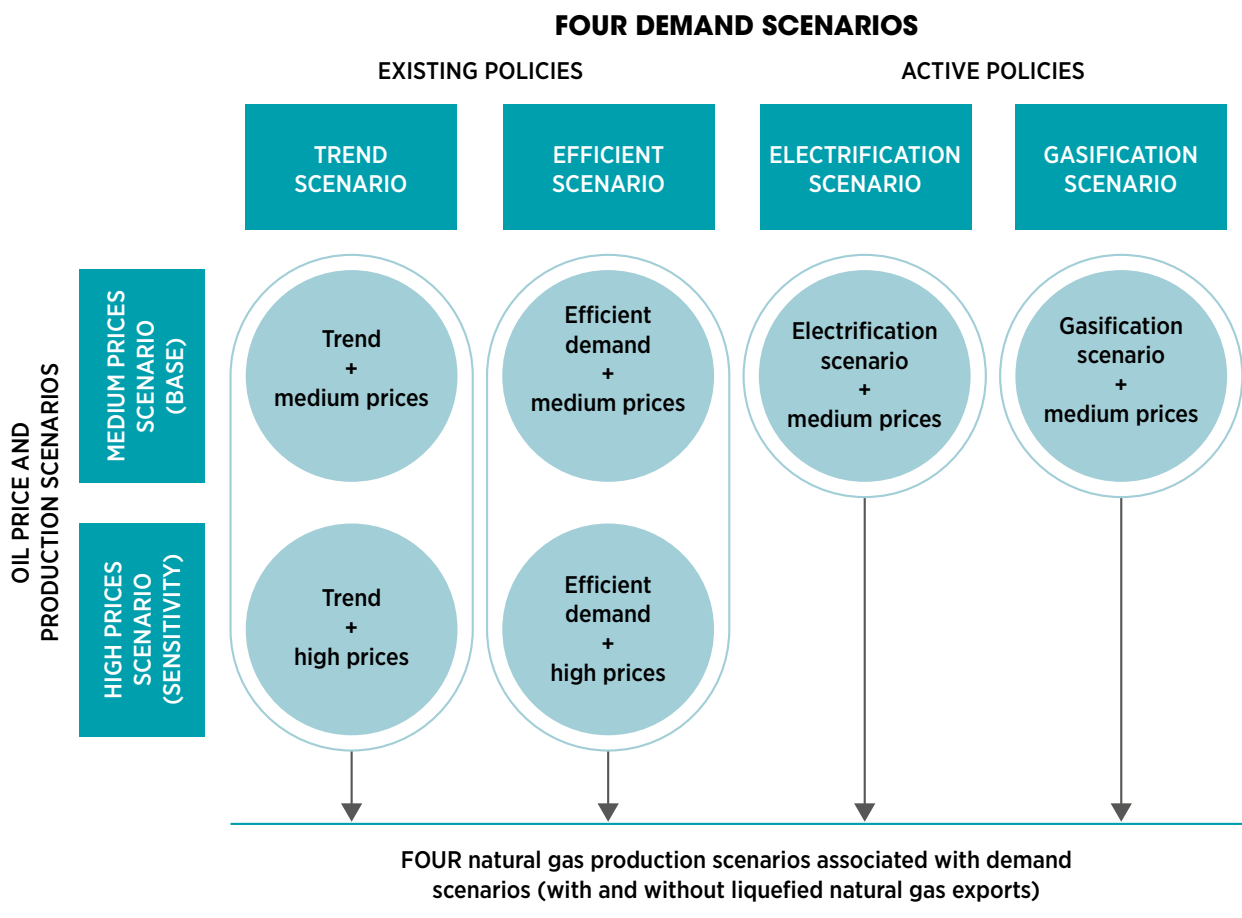 FOUR DEMAND SCENARIOS
EXISTING POLICIES
ACTIVE POLICIES
TREND
SCENARIO
EFFICIENT
SCENARIO
ELECTRIFICATION
SCENARIO
GASIFICATION
SCENARIO
OIL PRICE AND
PRODUCTION SCENARIOS
MEDIUM PRICES
SCENARIO
(BASE)
Trend
+
medium prices
Efficient
demand
+
medium prices
Electrification
scenario
+
medium prices
Gasification
scenario
+
medium prices
HIGH PRICES
SCENARIO
(SENSITIVITY)
Trend
+
high prices
Efficient
demand
+
high prices
FOUR natural gas production scenarios associated with demand
scenarios (with and without liquefied natural gas exports)